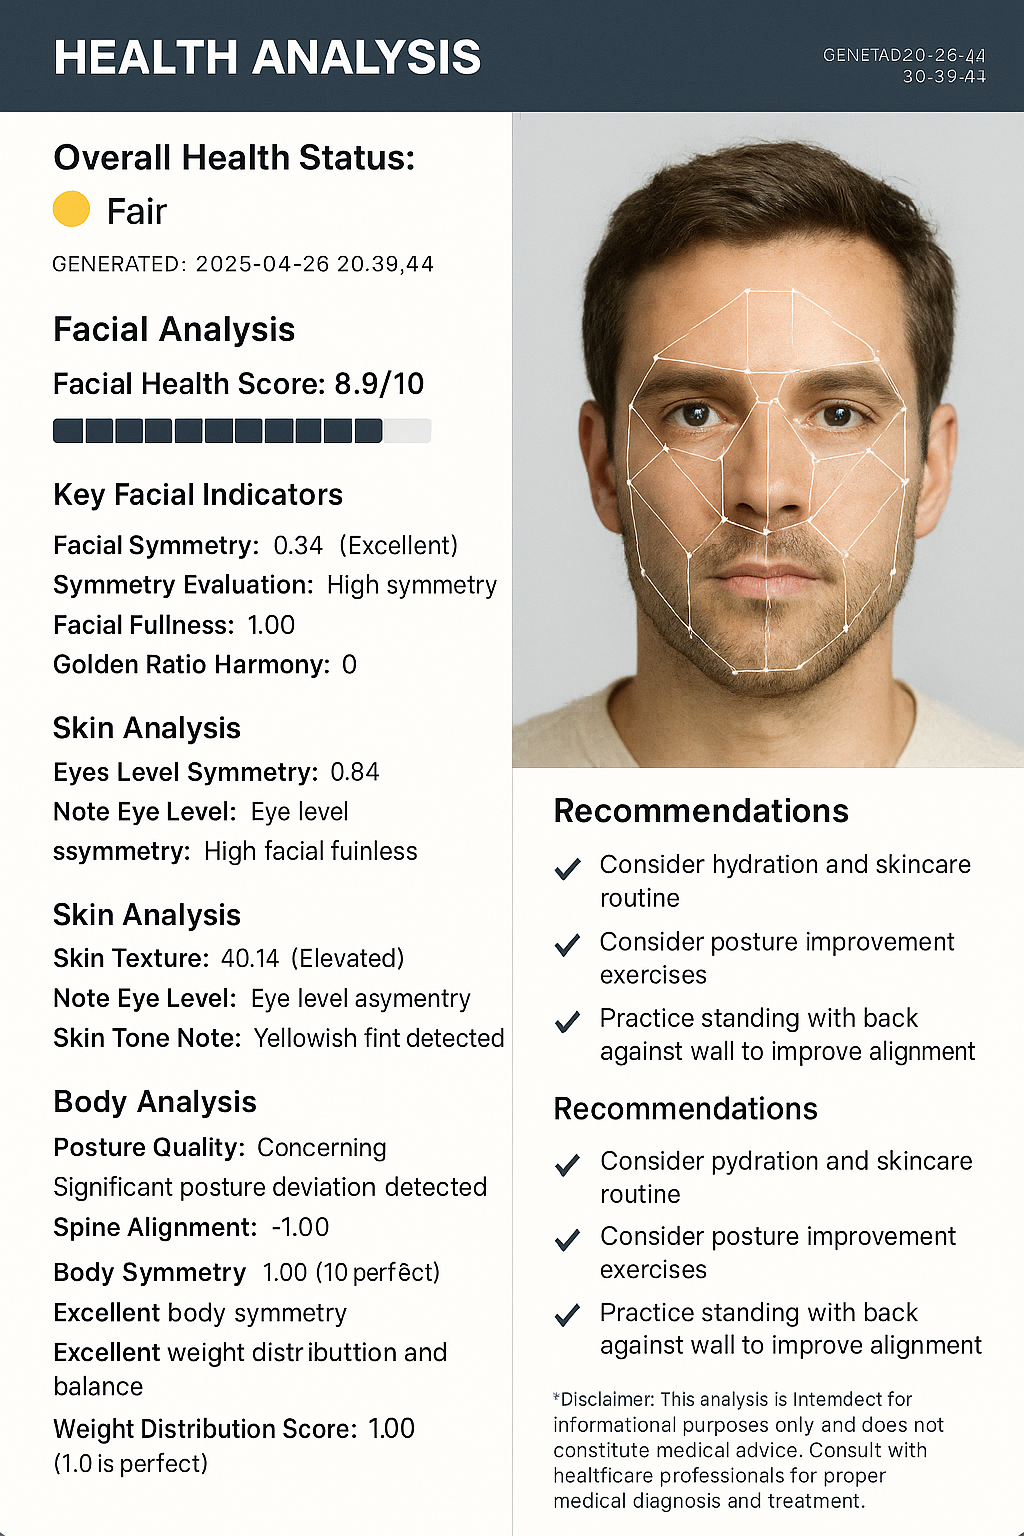 HEALTH ANALYSIS
GENETAD20-26-44
30-39-44
Overall Health Status:
Fair
GENERATED: 2025-04-26 20.39,44
Facial Analysis
Facial Health Score: 8.9/10
Key Facial Indicators
Facial Symmetry: 0.34 (Excellent)
Symmetry Evaluation: High symmetry
Facial Fullness: 1.00
Golden Ratio Harmony: 0
Skin Analysis
Eyes Level Symmetry: 0.84
Note Eye Level: Eye level
ssymmetry: High facial fuinless
Skin Analysis
Skin Texture: 40.14 (Elevated)
Note Eye Level: Eye level asymentry
Skin Tone Note: Yellowish fint detected
Body Analysis
Posture Quality: Concerning
Significant posture deviation detected
Spine Alignment: -1.00
Body Symmetry 1.00 (10 perfêct)
Excellent body symmetry
Excellent weight distributtion and
balance
Weight Distribution Score: 1.00
(1.0 is perfect)
Recommendations
Consider hydration and skincare
routine
Consider posture improvement
exercises
Practice standing with back
against wall to improve alignment
Recommendations
Consider pydration and skincare
routine
Consider posture improvement
exercises
Practice standing with back
against wall to improve alignment
*Disclaimer: This analysis is Intemdect for
informational purposes only and does not
constitute medical advice. Consult with
healtficare professionals for proper
medical diagnosis and treatment.